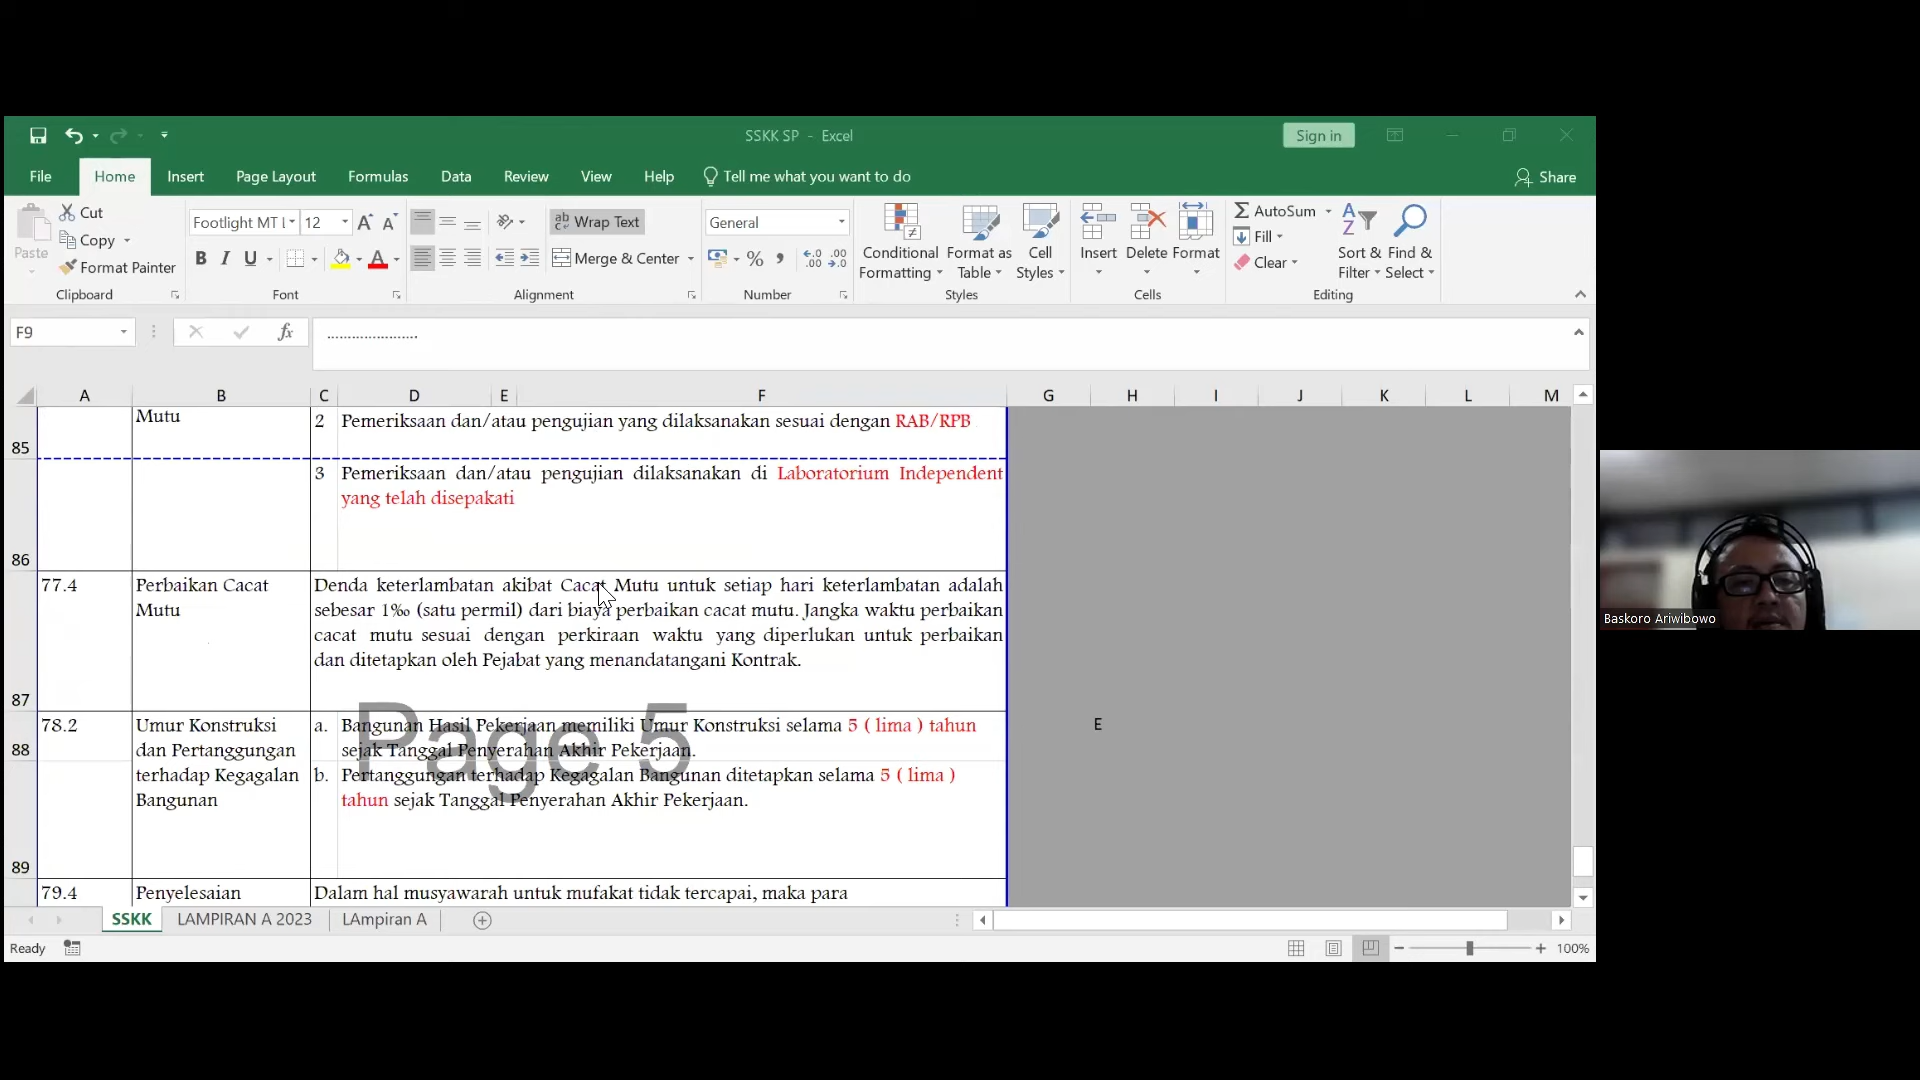 SSKK SP - Excel
Sign in
File Home Insert Page Layout Formulas Data Review View Help Tell me what you want to do Share
Paste
Cut
Copy
Format Painter
Clipboard
Footlight MT L 12
B I U
Font
Wrap Text
Merge & Center
Alignment
General
Number
Conditional Formatting
Format as Table
Cell Styles
Styles
Insert
Delete
Format
Cells
AutoSum
Fill
Clear
Sort & Filter
Find & Select
Editing
F9
fx
.....................
A B C D E F G H I J K L M
85
Mutu
2 Pemeriksaan dan/atau pengujian yang dilaksanakan sesuai dengan RAB/RPB
86
3 Pemeriksaan dan/atau pengujian dilaksanakan di Laboratorium Independent
yang telah disepakati
87
77.4
Perbaikan Cacat
Mutu
Denda keterlambatan akibat Cacat Mutu untuk setiap hari keterlambatan adalah
sebesar 1‰ (satu permil) dari biaya perbaikan cacat mutu. Jangka waktu perbaikan
cacat mutu sesuai dengan perkiraan waktu yang diperlukan untuk perbaikan
dan ditetapkan oleh Pejabat yang menandatangani Kontrak.
Page 5
88
78.2
Umur Konstruksi
dan Pertanggungan
terhadap Kegagalan
Bangunan
a. Bangunan Hasil Pekerjaan memiliki Umur Konstruksi selama 5 ( lima ) tahun
sejak Tanggal Penyerahan Akhir Pekerjaan.
E
89
b. Pertanggungan terhadap Kegagalan Bangunan ditetapkan selama 5 ( lima )
tahun sejak Tanggal Penyerahan Akhir Pekerjaan.
79.4
Penyelesaian
Dalam hal musyawarah untuk mufakat tidak tercapai, maka para
SSKK LAMPIRAN A 2023 LAmpiran A
Ready
100%
Baskoro Ariwibowo